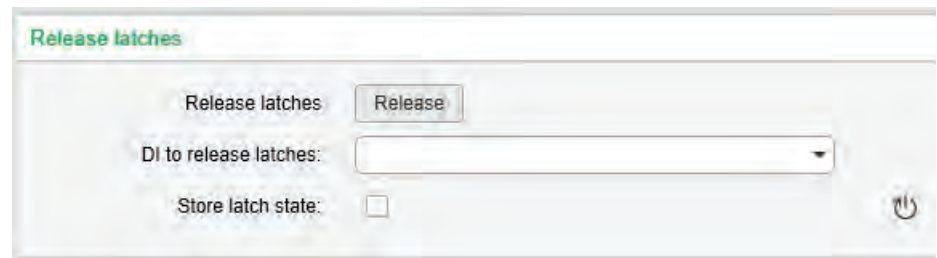 Release latches
Release latches Release
DI to release latches:
Store latch state: